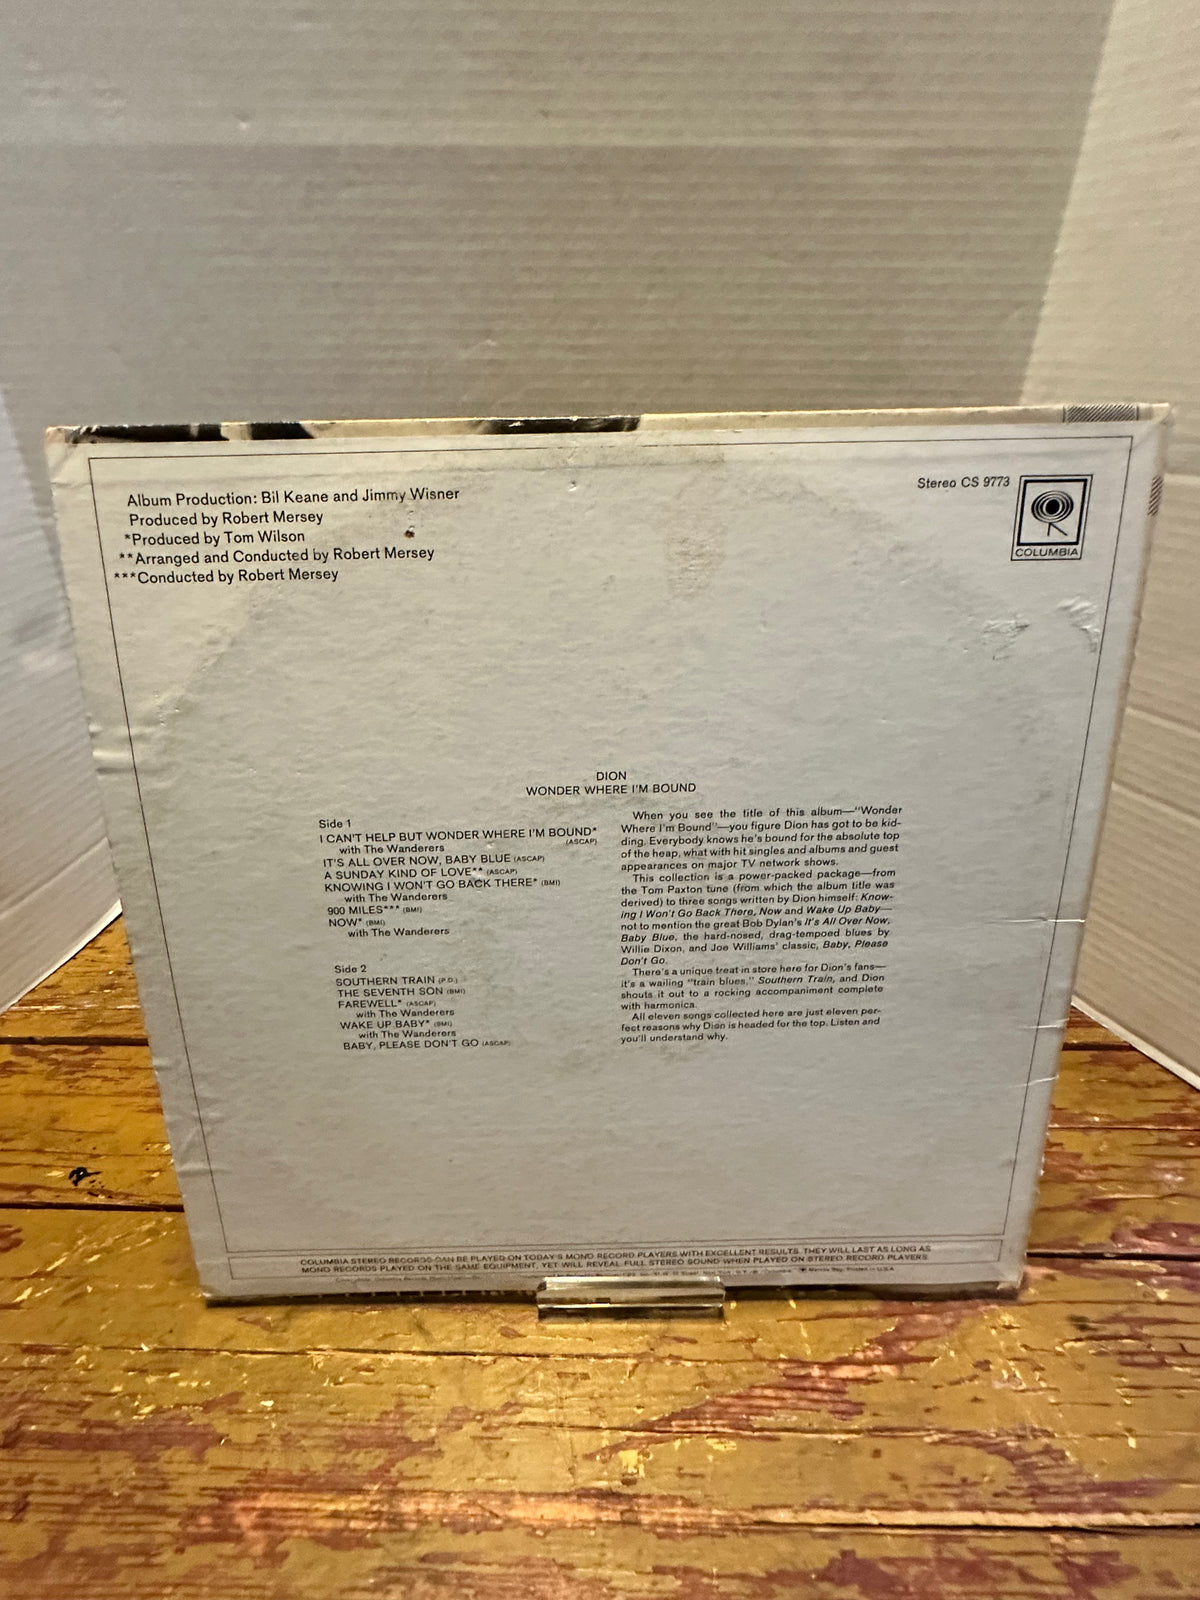 Album Production: Bil Keane and Jimmy Wisner
Produced by Robert Mersey
*Produced by Tom Wilson
**Arranged and Conducted by Robert Mersey
***Conducted by Robert Mersey
Stereo CS 9773
COLUMBIA
DION
WONDER WHERE I'M BOUND
Side 1
I CAN'T HELP BUT WONDER WHERE I'M BOUND*
(ASCAP)
with The Wanderers
IT'S ALL OVER NOW, BABY BLUE (ASCAP)
A SUNDAY KIND OF LOVE** (ASCAP)
KNOWING I WON'T GO BACK THERE* (BMI)
with The Wanderers
900 MILES*** (BMI)
NOW* (BMI)
with The Wanderers
Side 2
SOUTHERN TRAIN (P.D.)
THE SEVENTH SON (BMI)
FAREWELL* (ASCAP)
with The Wanderers
WAKE UP BABY* (BMI)
with The Wanderers
BABY, PLEASE DON'T GO (ASCAP)
When you see the title of this album—"Wonder
Where I'm Bound"—you figure Dion has got to be kid-
ding. Everybody knows he's bound for the absolute top
of the heap, what with hit singles and albums and guest
appearances on major TV network shows.
This collection is a power-packed package—from
the Tom Paxton tune (from which the album title was
derived) to three songs written by Dion himself: Know-
ing I Won't Go Back There, Now and Wake Up Baby—
not to mention the great Bob Dylan's It's All Over Now,
Baby Blue, the hard-nosed, drag-tempoed blues by
Willie Dixon, and Joe Williams' classic, Baby, Please
Don't Go.
There's a unique treat in store here for Dion's fans—
it's a wailing "train blues," Southern Train, and Dion
shouts it out to a rocking accompaniment complete
with harmonica.
All eleven songs collected here are just eleven per-
fect reasons why Dion is headed for the top. Listen and
you'll understand why.
COLUMBIA STEREO RECORDS CAN BE PLAYED ON TODAY'S MONO RECORD PLAYERS WITH EXCELLENT RESULTS. THEY WILL LAST AS LONG AS
MONO RECORDS PLAYED ON THE SAME EQUIPMENT, YET WILL REVEAL FULL STEREO SOUND WHEN PLAYED ON STEREO RECORD PLAYERS.
Printed in U.S.A.